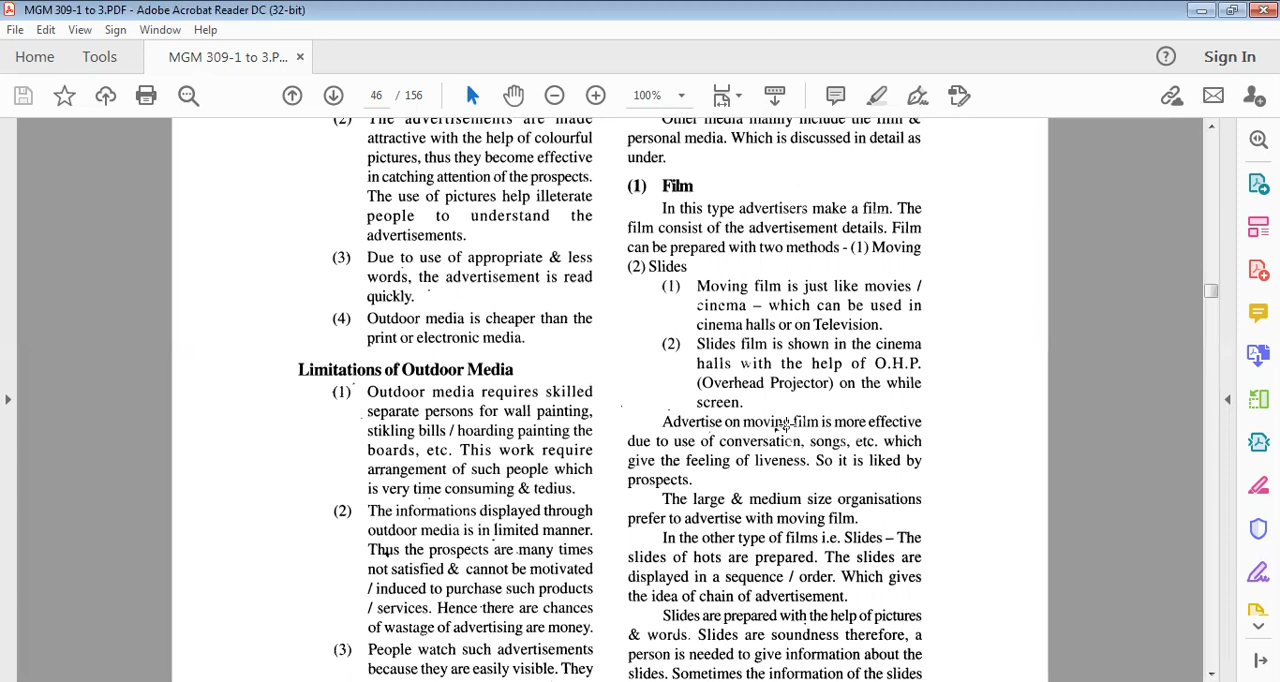 MGM 309-1 to 3.PDF - Adobe Acrobat Reader DC (32-bit)
File Edit View Sign Window Help
Home Tools MGM 309-1 to 3.P... × Sign In
46 / 156 100%
(2) The advertisements are made
attractive with the help of colourful
pictures, thus they become effective
in catching attention of the prospects.
The use of pictures help illeterate
people to understand the
advertisements.
(3) Due to use of appropriate & less
words, the advertisement is read
quickly.
(4) Outdoor media is cheaper than the
print or electronic media.
Limitations of Outdoor Media
(1) Outdoor media requires skilled
separate persons for wall painting,
stikling bills / hoarding painting the
boards, etc. This work require
arrangement of such people which
is very time consuming & tedius.
(2) The informations displayed through
outdoor media is in limited manner.
Thus the prospects are many times
not satisfied & cannot be motivated
/ induced to purchase such products
/ services. Hence there are chances
of wastage of advertising are money.
(3) People watch such advertisements
because they are easily visible. They
Other media mainly include the film &
personal media. Which is discussed in detail as
under.
(1) Film
In this type advertisers make a film. The
film consist of the advertisement details. Film
can be prepared with two methods - (1) Moving
(2) Slides
(1) Moving film is just like movies /
cinema – which can be used in
cinema halls or on Television.
(2) Slides film is shown in the cinema
halls with the help of O.H.P.
(Overhead Projector) on the while
screen.
Advertise on moving film is more effective
due to use of conversation, songs, etc. which
give the feeling of liveness. So it is liked by
prospects.
The large & medium size organisations
prefer to advertise with moving film.
In the other type of films i.e. Slides – The
slides of hots are prepared. The slides are
displayed in a sequence / order. Which gives
the idea of chain of advertisement.
Slides are prepared with the help of pictures
& words. Slides are soundness therefore, a
person is needed to give information about the
slides. Sometimes the information of the slides